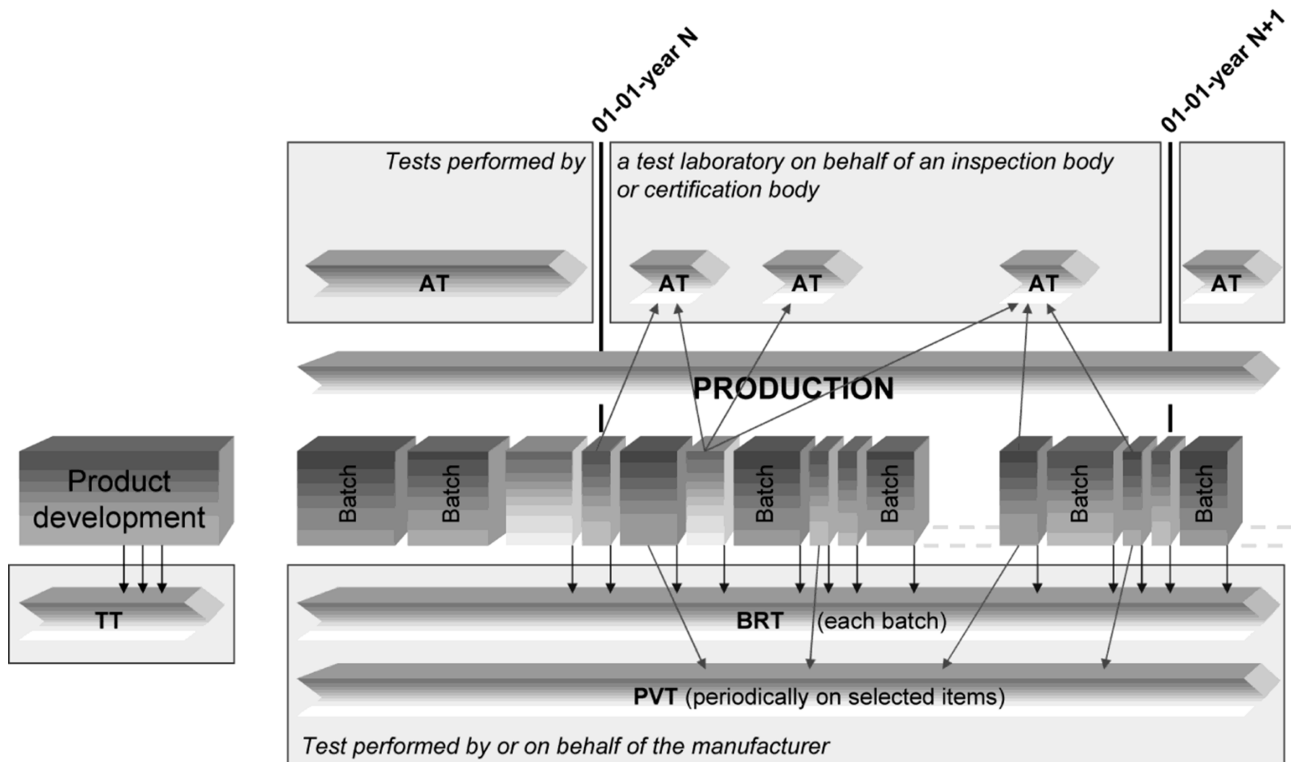 01-01-year N
01-01-year N+1
Tests performed by
a test laboratory on behalf of an inspection body
or certification body
AT
AT
AT
AT
AT
PRODUCTION
Product
development
Batch
Batch
Batch
Batch
Batch
Batch
TT
BRT (each batch)
PVT (periodically on selected items)
Test performed by or on behalf of the manufacturer